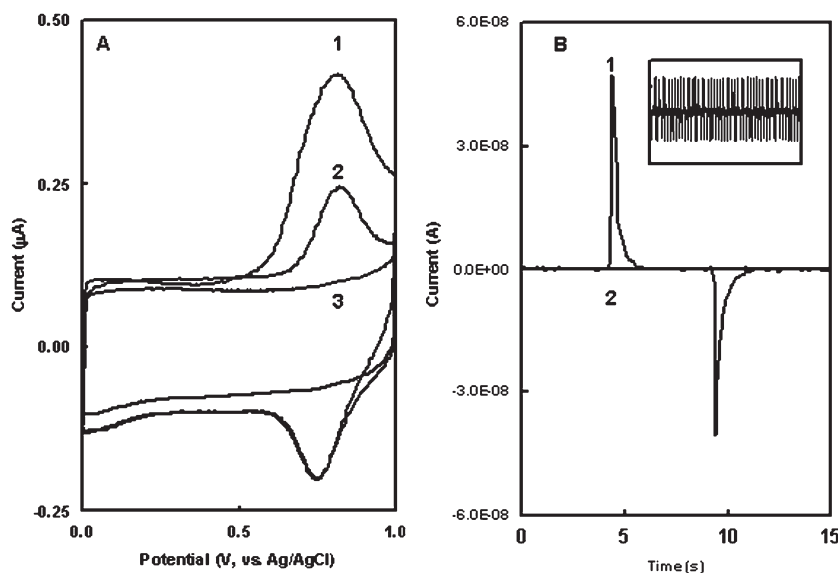 A
1
2
3
0.50
0.25
0.00
-0.25
0.0
0.5
1.0
Current (µA)
Potential (V, vs. Ag/AgCl)
B
1
2
6.0E-08
3.0E-08
0.0E+00
-3.0E-08
-6.0E-08
0
5
10
15
Current (A)
Time (s)